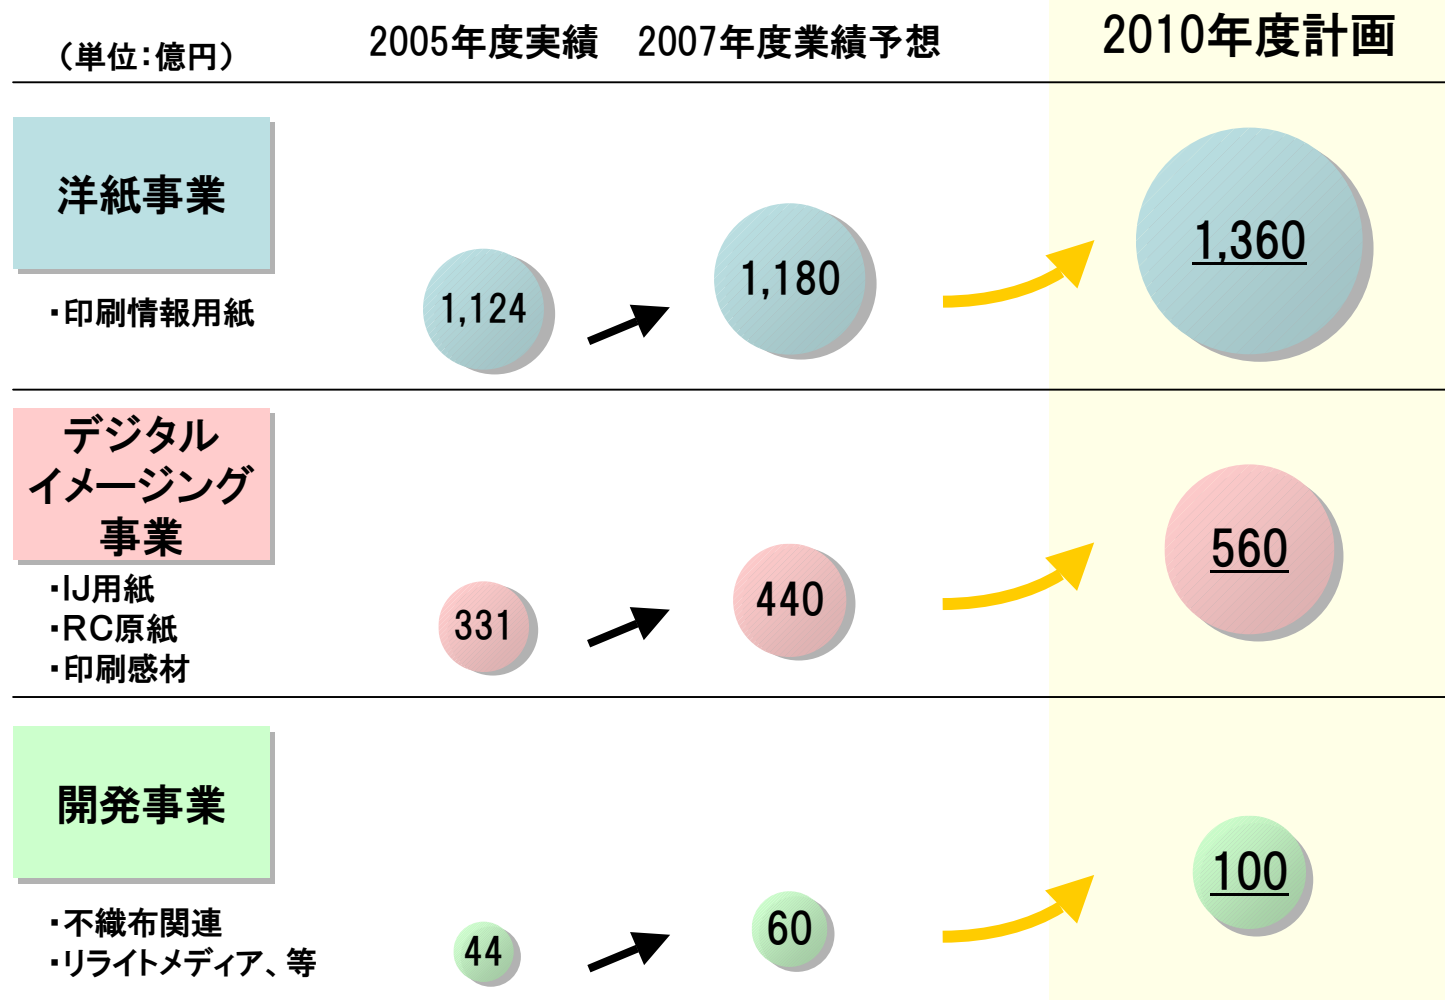 (単位:億円)
2005年度実績
2007年度業績予想
2010年度計画
洋紙事業
・印刷情報用紙
1,124
1,180
1,360
デジタル
イメージング
事業
・IJ用紙
・RC原紙
・印刷感材
331
440
560
開発事業
・不織布関連
・リライトメディア、等
44
60
100